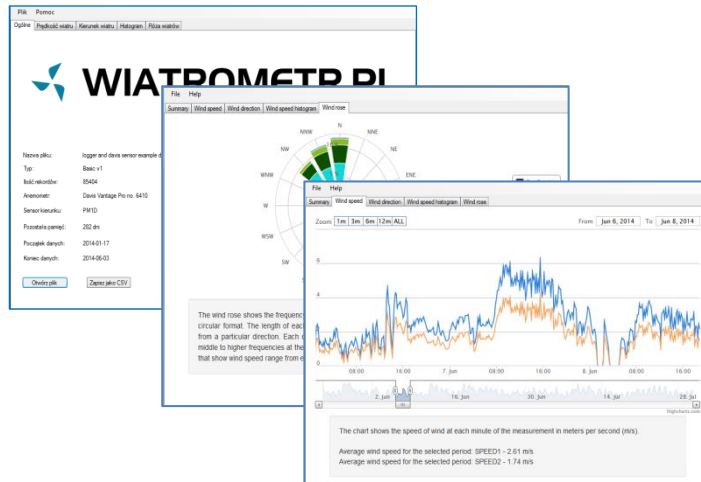 Plik Pomoc
Ogólne Prędkość wiatru Kierunek wiatru Histogram Róża wiatrów
WIATROMETR.PL
Nazwa pliku: logger and davis sensor example d
Typ: Basic v1
Ilość rekordów: 85404
Anemometr: Davis Vantage Pro no. 6410
Sensor kierunku: PM1D
Pozostała pamięć: 282 dni
Początek danych: 2014-01-17
Koniec danych: 2014-06-03
Otwórz plik Zapisz jako CSV
File Help
Summary Wind speed Wind direction Wind speed histogram Wind rose
N
NNW NNE
NW NE
WNW ENE
W
WSW
SW
The wind rose shows the frequenc
circular format. The length of eac
from a particular direction. Each c
middle to higher frequencies at the
that show wind speed range from e
File Help
Summary Wind speed Wind direction Wind speed histogram Wind rose
Zoom 1m 3m 6m 12m ALL From Jun 6, 2014 To Jun 8, 2014
4
0
08:00 16:00 7. Jun 08:00 16:00 8. Jun 08:00 16:00
2. Jun 16. Jun 30. Jun 14. Jul 28. Jul
Highcharts.com
The chart shows the speed of wind at each minute of the measurement in meters per second (m/s).
Average wind speed for the selected period: SPEED1 - 2.61 m/s
Average wind speed for the selected period: SPEED2 - 1.74 m/s